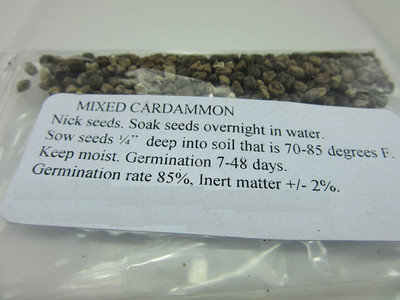 MIXED CARDAMMON
Nick seeds. Soak seeds overnight in water.
Sow seeds ¼” deep into soil that is 70-85 degrees F.
Keep moist. Germination 7-48 days.
Germination rate 85%, Inert matter +/- 2%.